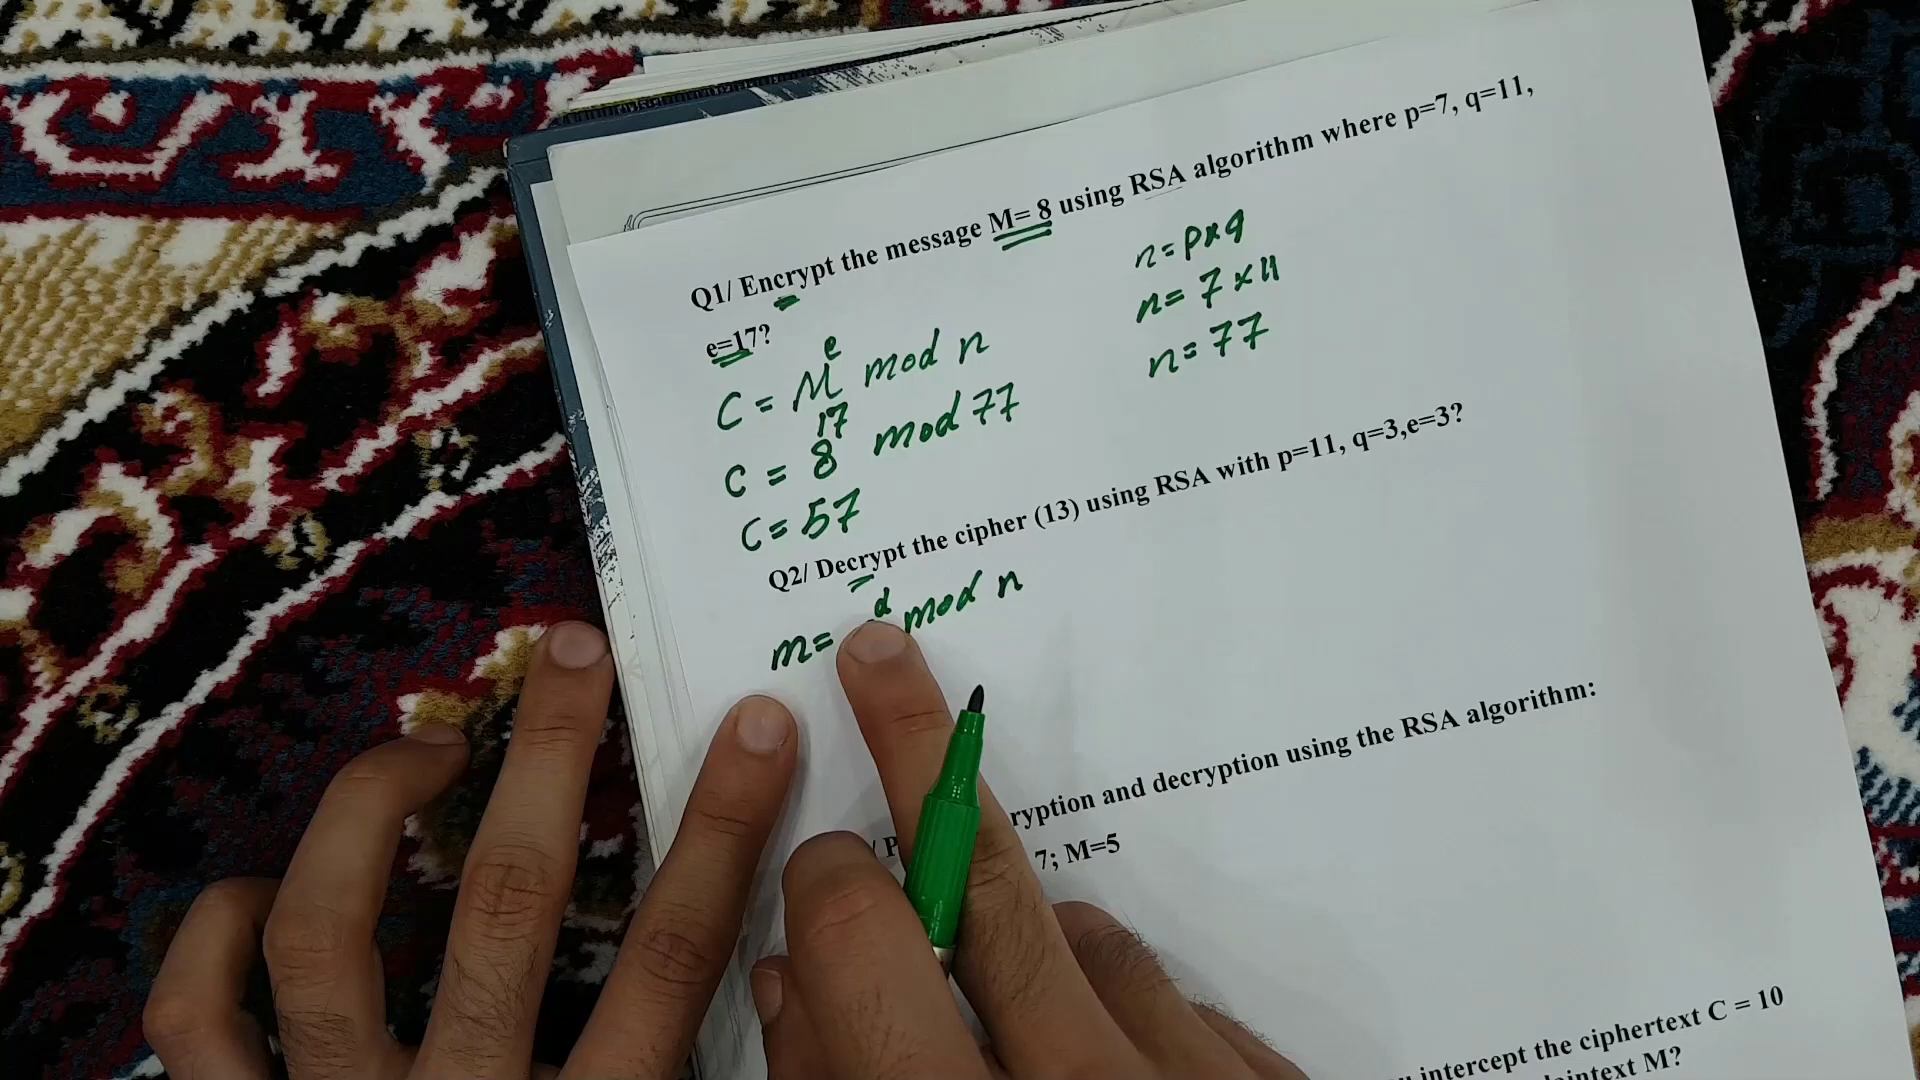 Q1/ Encrypt the message M= 8 using RSA algorithm where p=7, q=11,
e=17?
n = p x q
n = 7 x 11
n = 77
C = M^e mod n
C = 8^17 mod 77
C = 57
Q2/ Decrypt the cipher (13) using RSA with p=11, q=3,e=3?
m= d mod n
ryption and decryption using the RSA algorithm:
7; M=5
intercept the ciphertext C = 10
M?